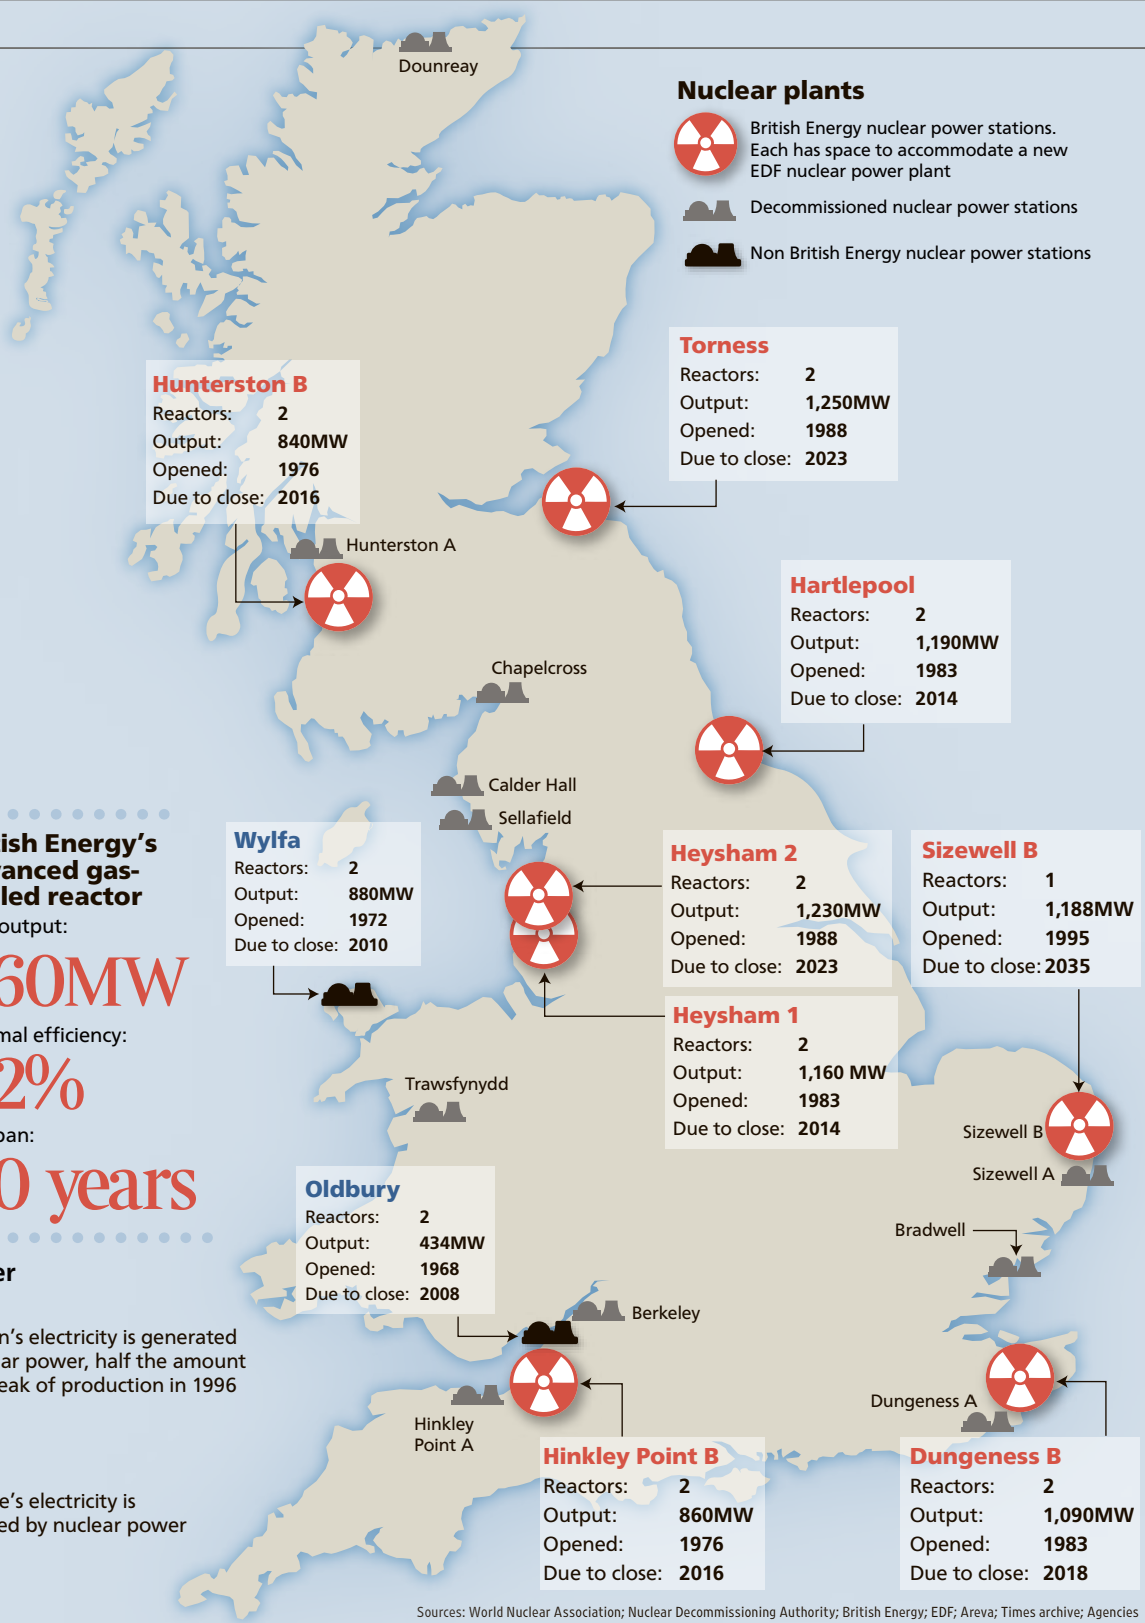 Dounreay
Nuclear plants
British Energy nuclear power stations.
Each has space to accommodate a new
EDF nuclear power plant
Decommissioned nuclear power stations
Non British Energy nuclear power stations
Torness
Reactors: 2
Output: 1,250MW
Opened: 1988
Due to close: 2023
Hunterston B
Reactors: 2
Output: 840MW
Opened: 1976
Due to close: 2016
Hunterston A
Hartlepool
Reactors: 2
Output: 1,190MW
Opened: 1983
Due to close: 2014
Chapelcross
Calder Hall
Sellafield
Wylfa
Reactors: 2
Output: 880MW
Opened: 1972
Due to close: 2010
Heysham 2
Reactors: 2
Output: 1,230MW
Opened: 1988
Due to close: 2023
Sizewell B
Reactors: 1
Output: 1,188MW
Opened: 1995
Due to close: 2035
Heysham 1
Reactors: 2
Output: 1,160 MW
Opened: 1983
Due to close: 2014
tish Energy's
vanced gas-
led reactor
output:
60MW
mal efficiency:
2%
pan:
0 years
Trawsfynydd
Sizewell B
Sizewell A
Bradwell
Oldbury
Reactors: 2
Output: 434MW
Opened: 1968
Due to close: 2008
Berkeley
er
n's electricity is generated
ar power, half the amount
eak of production in 1996
Hinkley
Point A
Dungeness A
e's electricity is
ed by nuclear power
Hinkley Point B
Reactors: 2
Output: 860MW
Opened: 1976
Due to close: 2016
Dungeness B
Reactors: 2
Output: 1,090MW
Opened: 1983
Due to close: 2018
Sources: World Nuclear Association; Nuclear Decommissioning Authority; British Energy; EDF; Areva; Times archive; Agencies